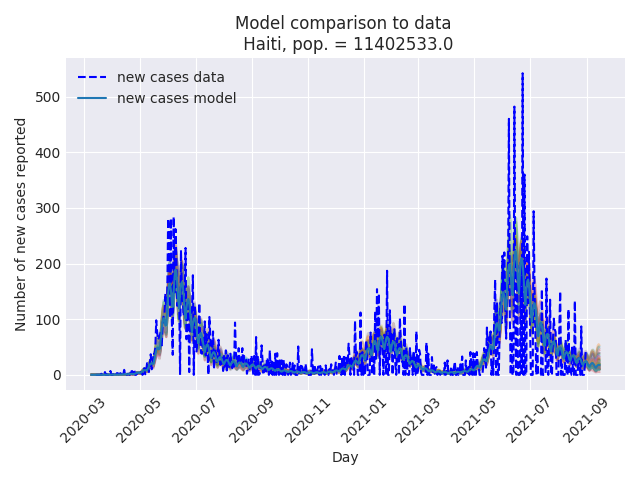 Model comparison to data
Haiti, pop. = 11402533.0
new cases data
new cases model
Number of new cases reported
500
400
300
200
100
0
2020-03
2020-05
2020-07
2020-09
2020-11
2021-01
2021-03
2021-05
2021-07
2021-09
Day